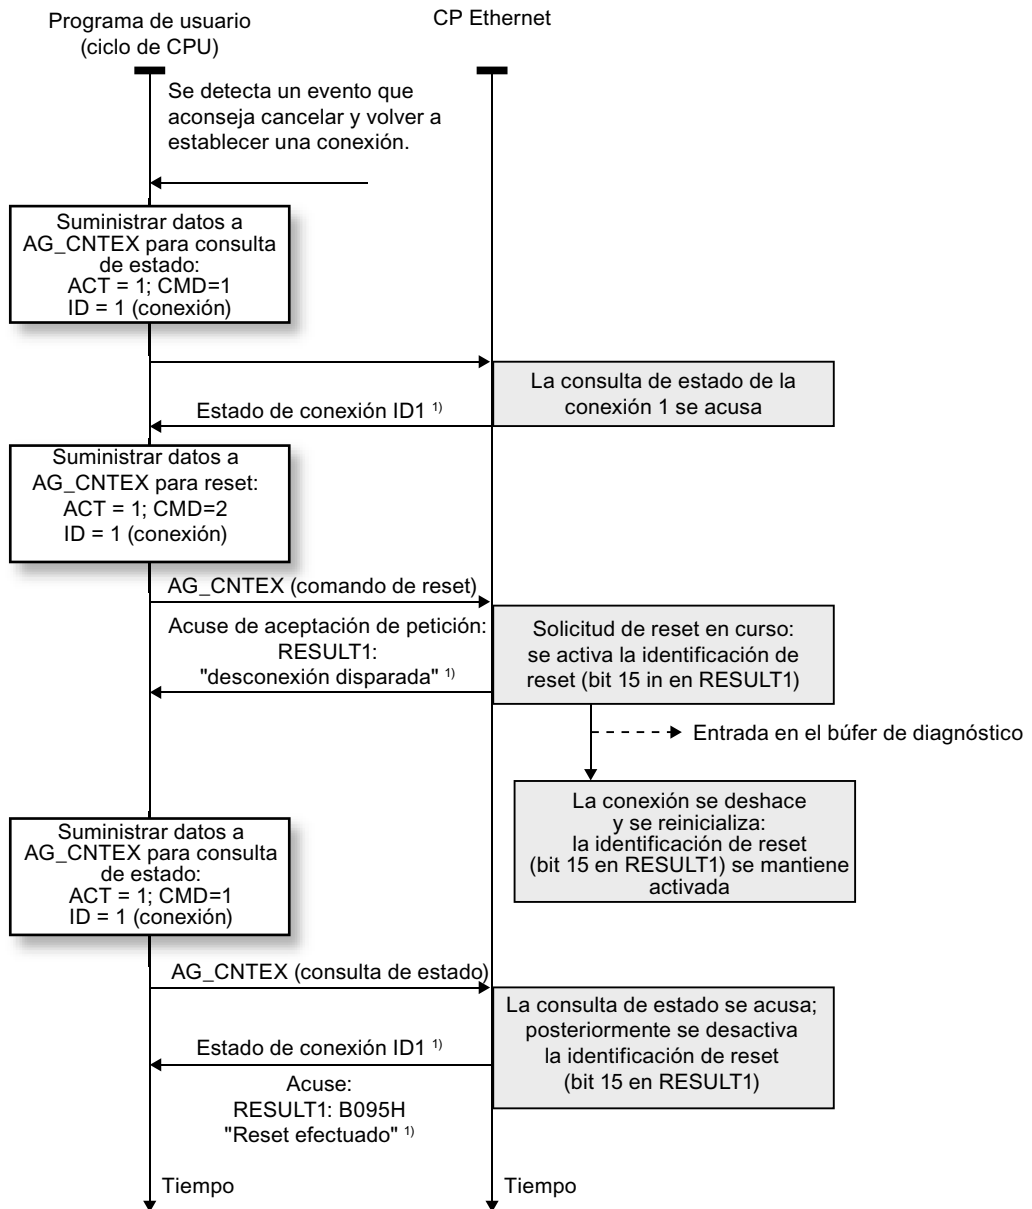 Programa de usuario
(ciclo de CPU)
CP Ethernet
Se detecta un evento que
aconseja cancelar y volver a
establecer una conexión.
Suministrar datos a
AG_CNTEX para consulta
de estado:
ACT = 1; CMD=1
ID = 1 (conexión)
La consulta de estado de la
conexión 1 se acusa
Estado de conexión ID1 1)
Suministrar datos a
AG_CNTEX para reset:
ACT = 1; CMD=2
ID = 1 (conexión)
AG_CNTEX (comando de reset)
Acuse de aceptación de petición:
RESULT1:
"desconexión disparada" 1)
Solicitud de reset en curso:
se activa la identificación de
reset (bit 15 in en RESULT1)
Entrada en el búfer de diagnóstico
La conexión se deshace
y se reinicializa:
la identificación de reset
(bit 15 en RESULT1) se mantiene
activada
Suministrar datos a
AG_CNTEX para consulta
de estado:
ACT = 1; CMD=1
ID = 1 (conexión)
AG_CNTEX (consulta de estado)
La consulta de estado se acusa;
posteriormente se desactiva
la identificación de reset
(bit 15 en RESULT1)
Estado de conexión ID1 1)
Acuse:
RESULT1: B095H
"Reset efectuado" 1)
Tiempo
Tiempo